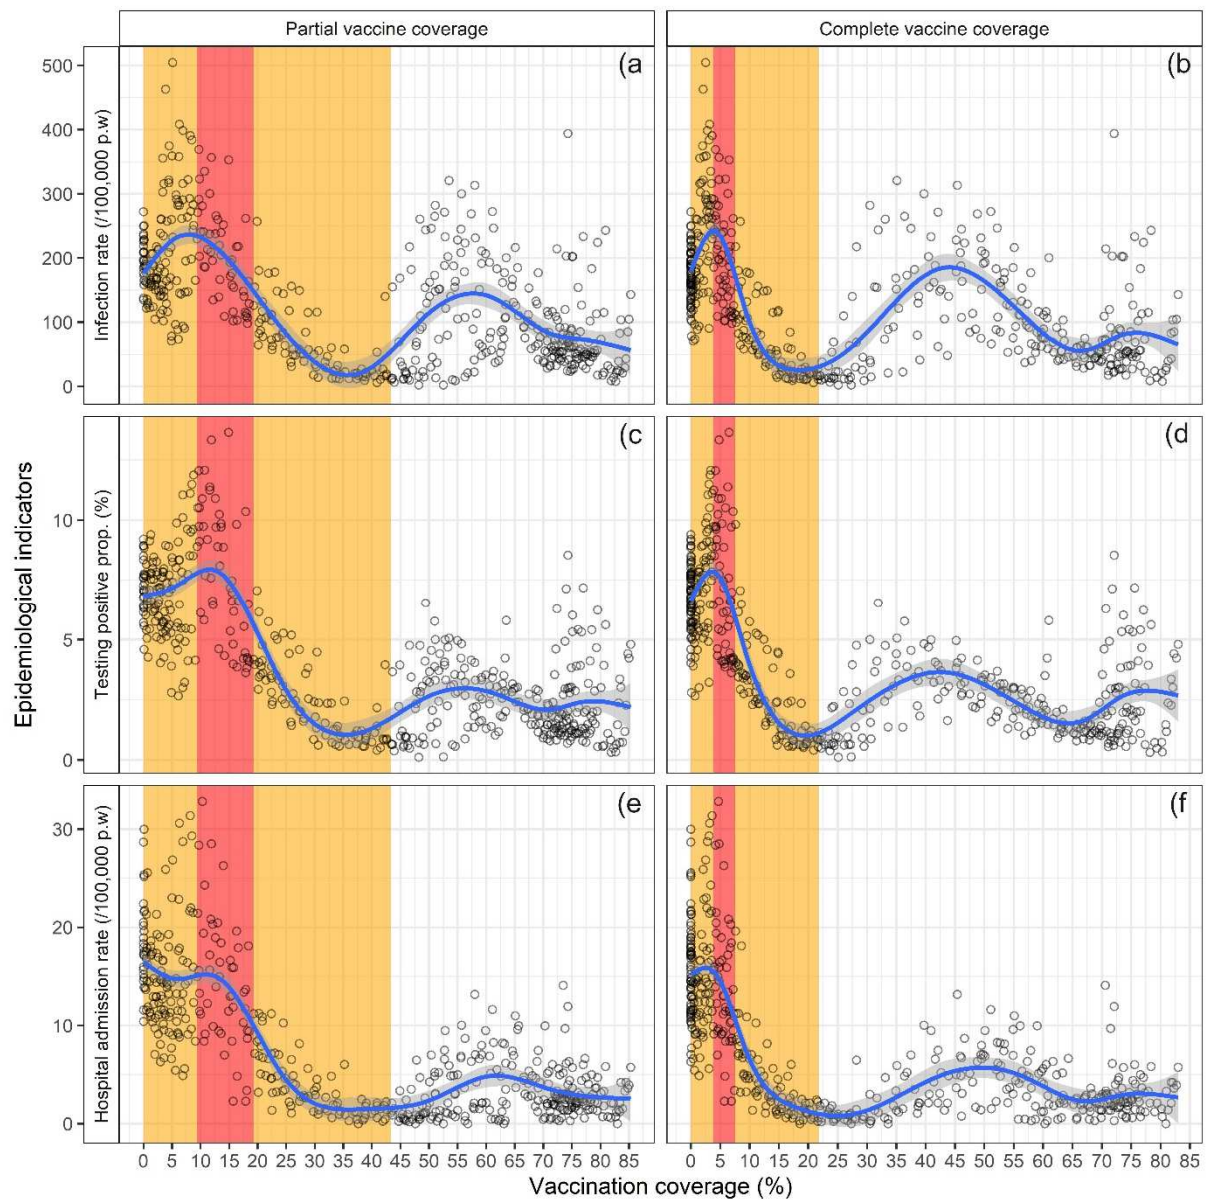 Partial vaccine coverage
Complete vaccine coverage
Epidemiological indicators
Infection rate (/100,000 p.w)
500
400
300
200
100
0
(a
(b
Testing positive prop. (%)
10
5
0
(c
(d
Hospital admission rate (/100,000 p.w)
30
20
10
0
(e
(f
0 5 10 15 20 25 30 35 40 45 50 55 60 65 70 75 80 85
0 5 10 15 20 25 30 35 40 45 50 55 60 65 70 75 80 85
Vaccination coverage (%)